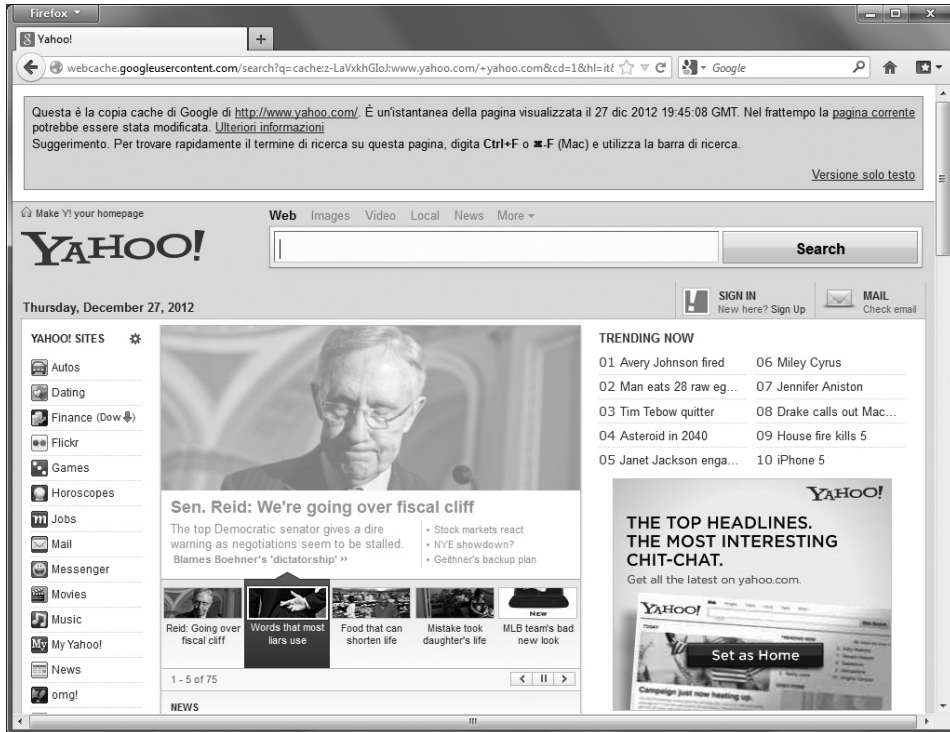 Firefox
Yahoo!
webcache.googleusercontent.com/search?q=cache:z-LaVxkhGIoJ:www.yahoo.com/+yahoo.com&cd=1&hl=it&
Google
Questa è la copia cache di Google di http://www.yahoo.com/. È un'istantanea della pagina visualizzata il 27 dic 2012 19:45:08 GMT. Nel frattempo la pagina corrente
potrebbe essere stata modificata. Ulteriori informazioni
Suggerimento. Per trovare rapidamente il termine di ricerca su questa pagina, digita Ctrl+F o ⌘-F (Mac) e utilizza la barra di ricerca.
Versione solo testo
Make Y! your homepage
Web Images Video Local News More
YAHOO!
Search
Thursday, December 27, 2012
SIGN IN
New here? Sign Up
MAIL
Check email
YAHOO! SITES
Autos
Dating
Finance (Dow)
Flickr
Games
Horoscopes
Jobs
Mail
Messenger
Movies
Music
My Yahoo!
News
omg!
Sen. Reid: We're going over fiscal cliff
The top Democratic senator gives a dire
warning as negotiations seem to be stalled.
Blames Boehner's 'dictatorship' »
• Stock markets react
• NYE showdown?
• Geithner's backup plan
Reid: Going over
fiscal cliff
Words that most
liars use
Food that can
shorten life
Mistake took
daughter's life
NEW
MLB team's bad
new look
1 - 5 of 75
NEWS
TRENDING NOW
01 Avery Johnson fired
02 Man eats 28 raw eg...
03 Tim Tebow quitter
04 Asteroid in 2040
05 Janet Jackson enga...
06 Miley Cyrus
07 Jennifer Aniston
08 Drake calls out Mac...
09 House fire kills 5
10 iPhone 5
YAHOO!
THE TOP HEADLINES.
THE MOST INTERESTING
CHIT-CHAT.
Get all the latest on yahoo.com.
YAHOO!
TODAY
Set as Home
Campaign just now heating up.